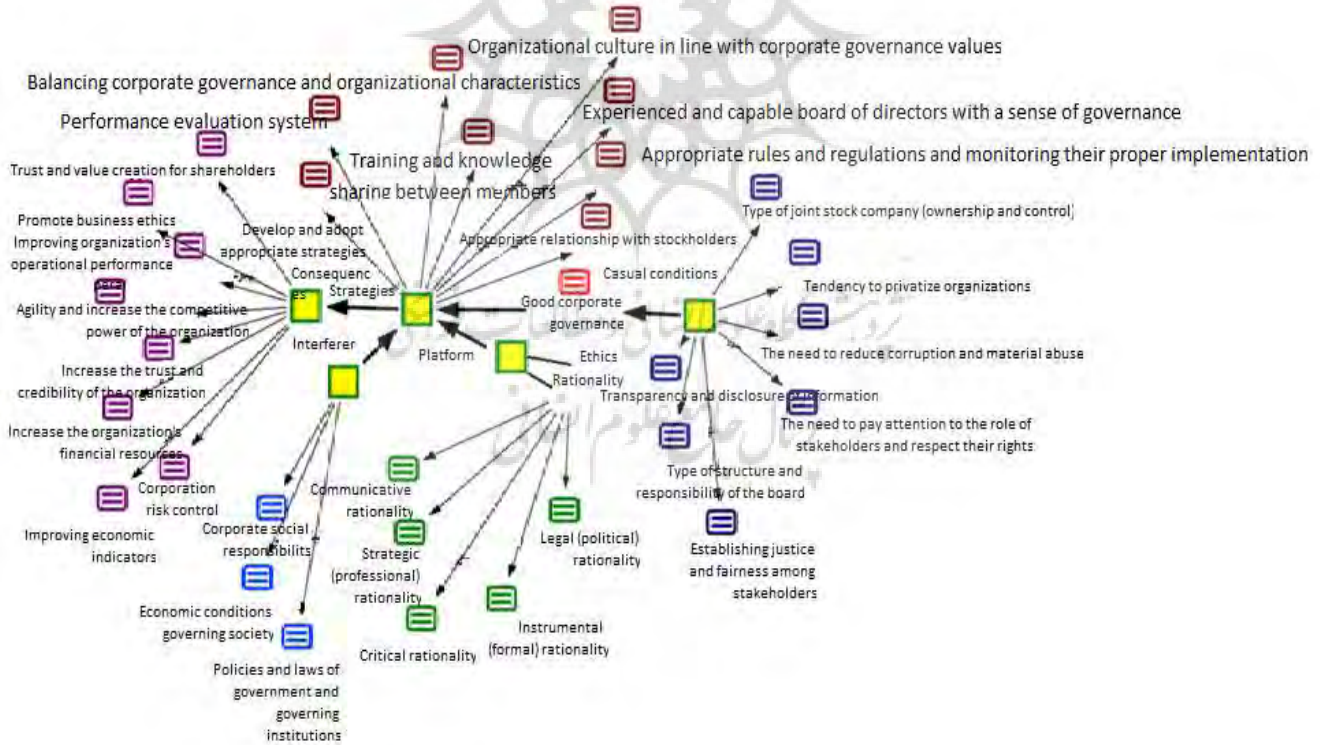 Organizational culture in line with corporate governance values
Balancing corporate governance and organizational characteristics
Experienced and capable board of directors with a sense of governance
Performance evaluation system
Appropriate rules and regulations and monitoring their proper implementation
Training and knowledge
sharing between members
Trust and value creation for shareholders
Type of joint stock company (ownership and control)
Promote business ethics
Develop and adopt
appropriate strategies
Appropriate relationship with stockholders
Improving organization's
operational performance
Consequenc
es
Strategies
Casual conditions
Tendency to privatize organizations
Good corporate
governance
Agility and increase the competitive
power of the organization
Interferer
Platform
Ethics
Rationality
The need to reduce corruption and material abuse
Increase the trust and
credibility of the organization
Transparency and disclosure of information
The need to pay attention to the role of
stakeholders and respect their rights
Increase the organization's
financial resources
Type of structure and
responsibility of the board
Corporation
risk control
Communicative
rationality
Improving economic
indicators
Corporate social
responsibilits
Strategic
(professional)
rationality
Legal (political)
rationality
Establishing justice
and fairness among
stakeholders
Economic conditions
governing society
Instrumental
(formal) rationality
Critical rationality
Policies and laws of
government and
governing
institutions